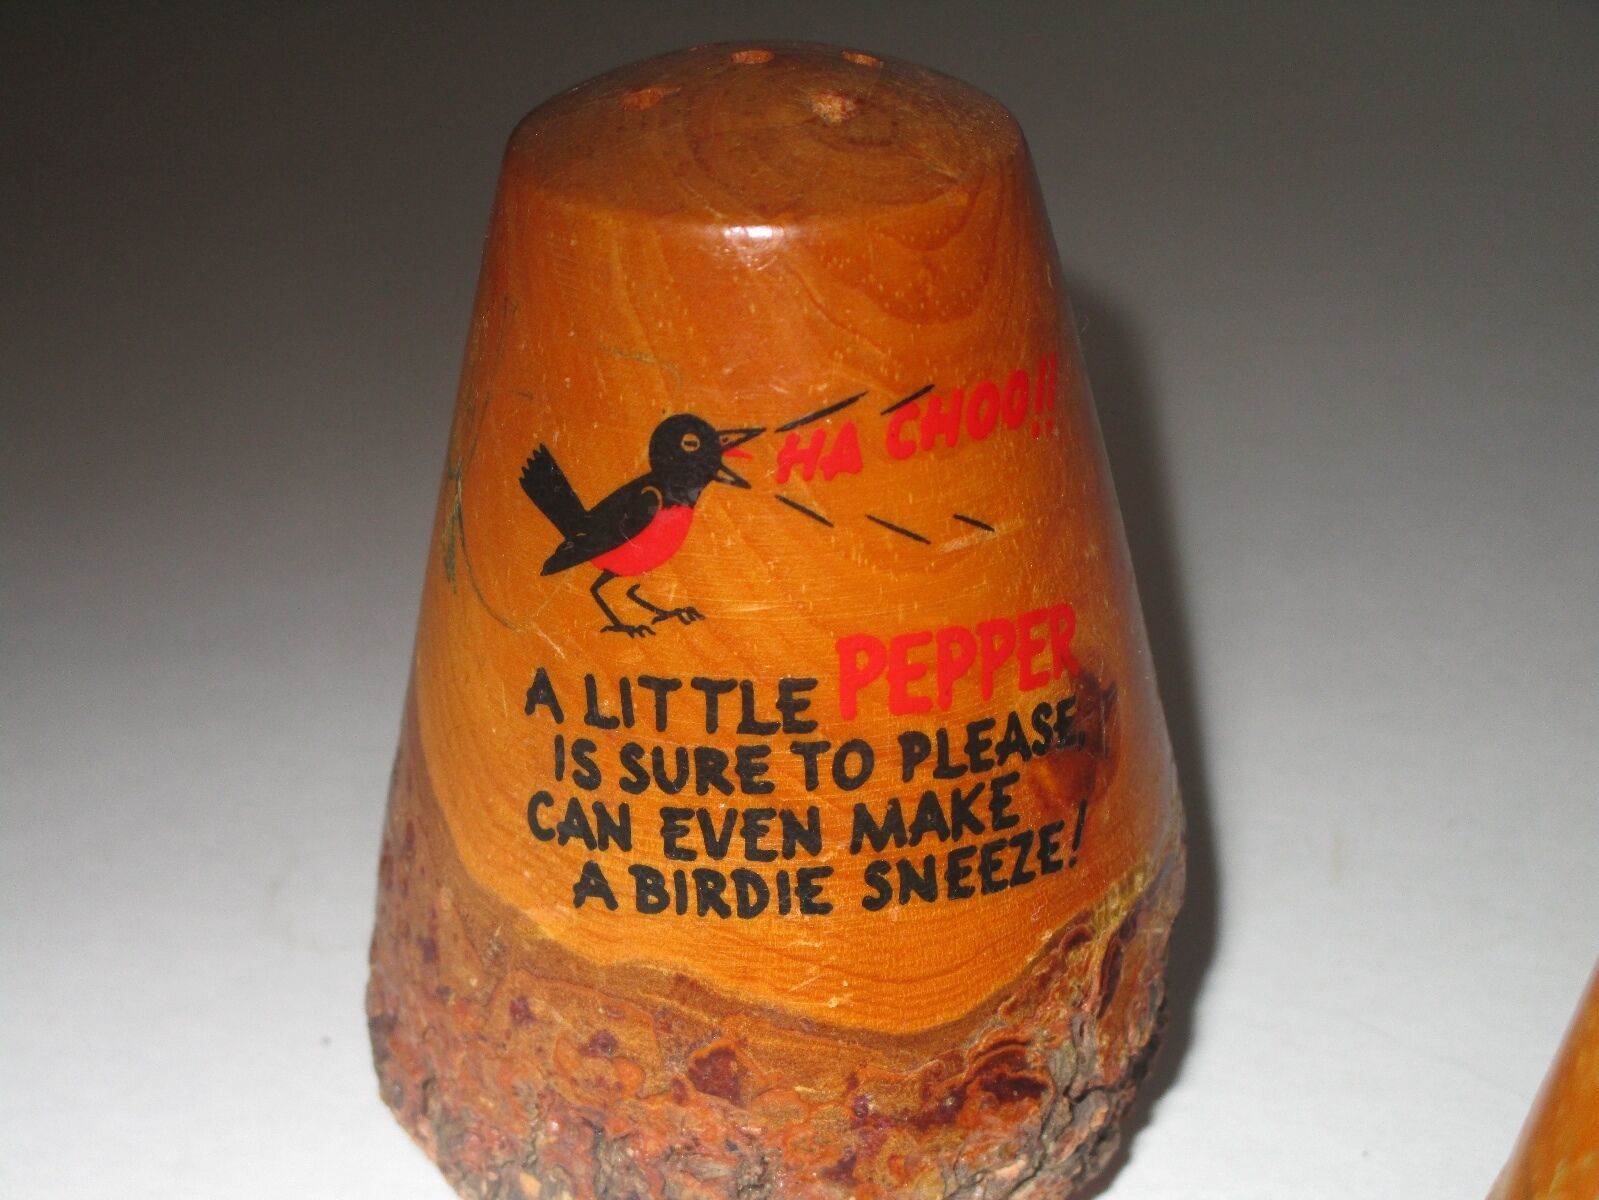 HA CHOO!!
A LITTLE PEPPER
IS SURE TO PLEASE,
CAN EVEN MAKE
A BIRDIE SNEEZE!